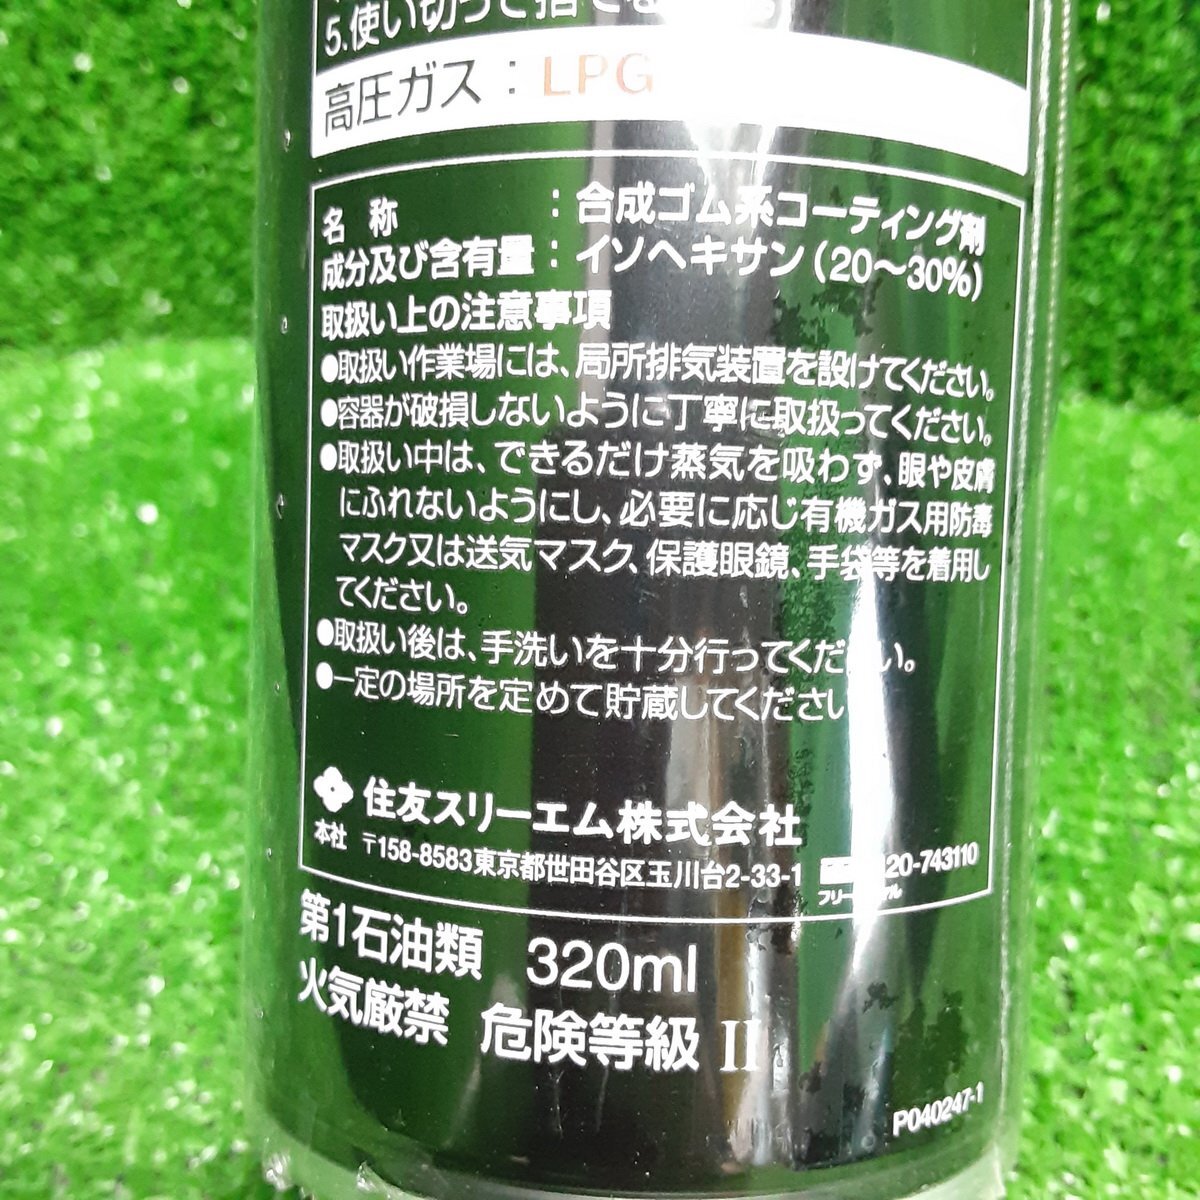 5.使い切って捨てる
高圧ガス：LPG
名 称 ：合成ゴム系コーティング剤
成分及び含有量：イソヘキサン(20〜30%)
取扱い上の注意事項
●取扱い作業場には、局所排気装置を設けてください。
●容器が破損しないように丁寧に取扱ってください。
●取扱い中は、できるだけ蒸気を吸わず、眼や皮膚
にふれないようにし、必要に応じ有機ガス用防毒
マスク又は送気マスク、保護眼鏡、手袋等を着用し
てください。
●取扱い後は、手洗いを十分行ってください。
●一定の場所を定めて貯蔵してください
住友スリーエム株式会社
本社 〒158-8583東京都世田谷区玉川台2-33-1 20-743110
第1石油類 320ml
火気厳禁 危険等級 II
P040247-1